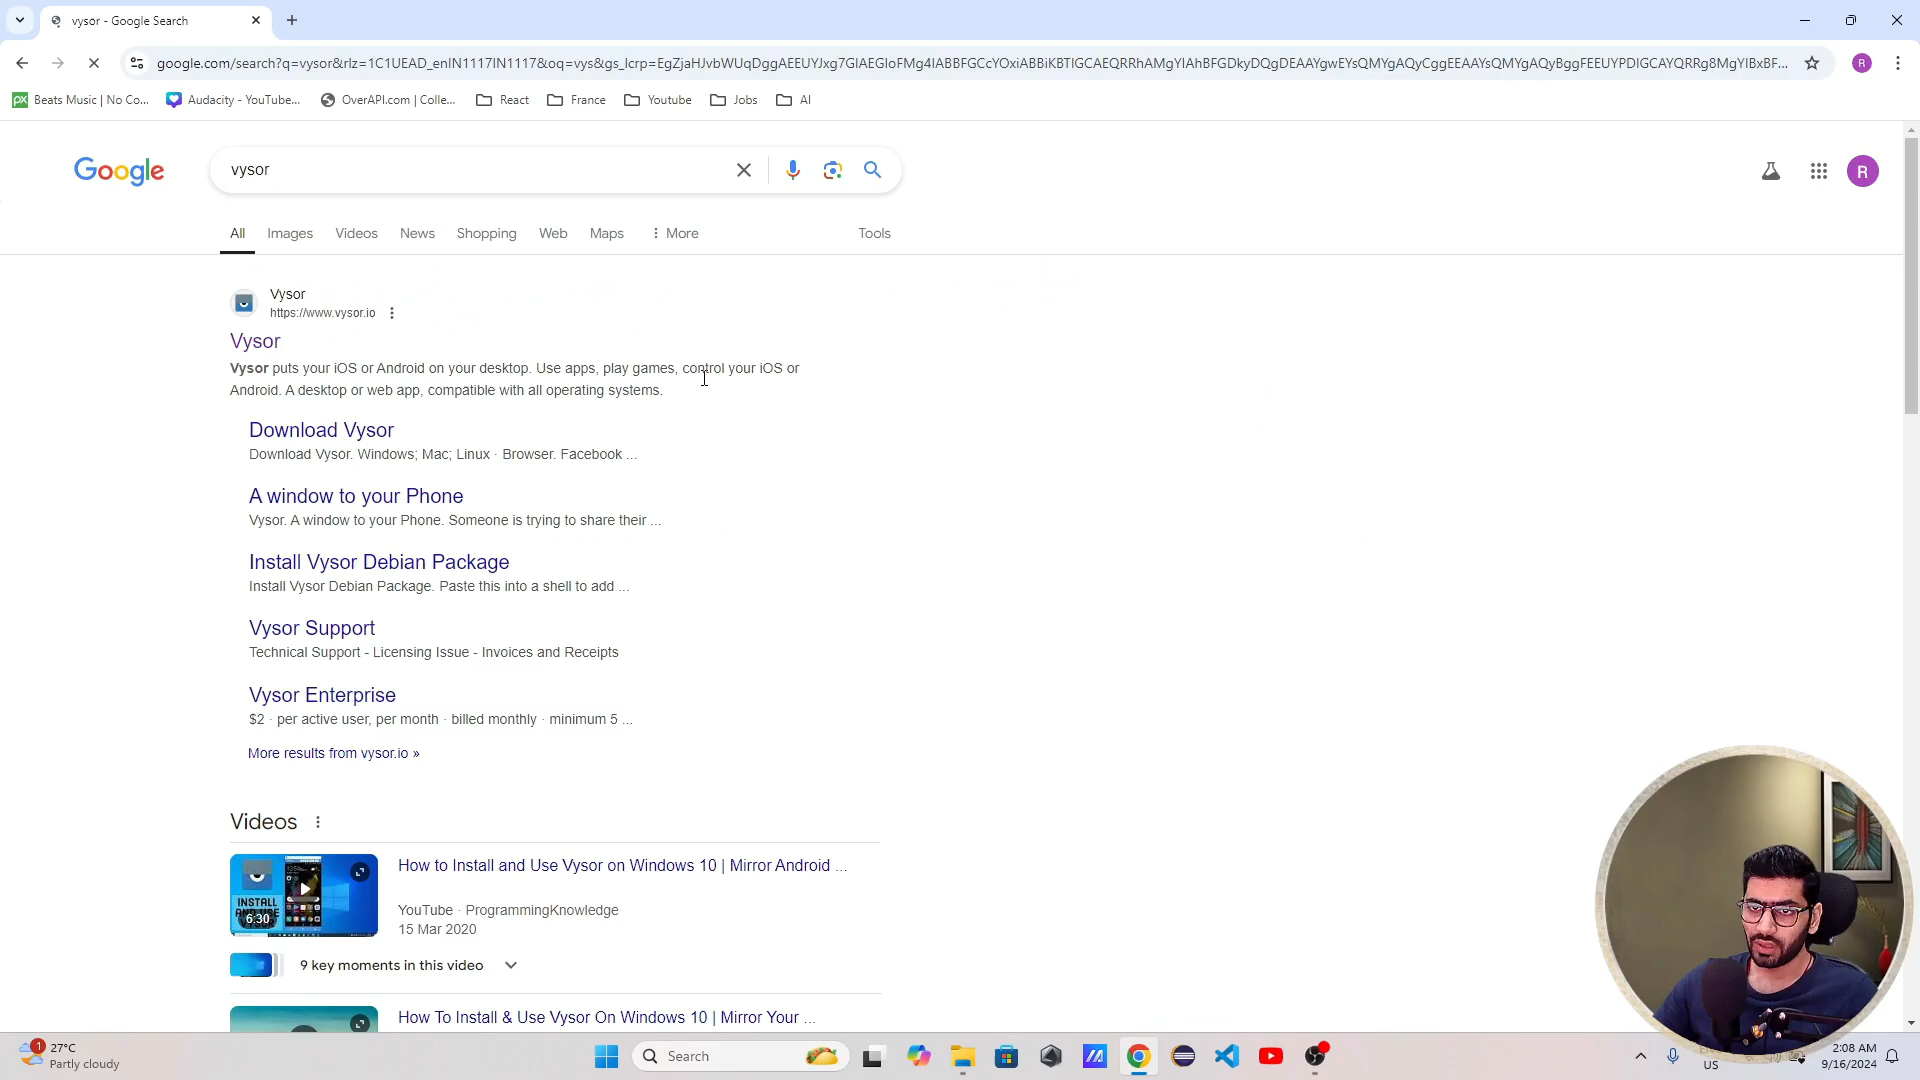 vysor - Google Search
google.com/search?q=vysor&rlz=1C1UEAD_enIN1117IN1117&oq=vys&gs_lcrp=EgZjaHJvbWUqDggAEEUYJxg7GIAEGIoFMg4IABBFGCcYOxiABBiKBTIGCAEQRRhAMgYIAhBFGDkyDQgDEAAYgwEYsQMYgAQyCggEEAAYsQMYgAQyBggFEEUYPDIGCAYQRRg8MgYIBxBF...
R
Beats Music | No Co...
Audacity - YouTube...
OverAPI.com | Colle...
React
France
Youtube
Jobs
AI
Google
vysor
R
All
Images
Videos
News
Shopping
Web
Maps
More
Tools
Vysor
https://www.vysor.io
Vysor
Vysor puts your iOS or Android on your desktop. Use apps, play games, control your iOS or
Android. A desktop or web app, compatible with all operating systems.
Download Vysor
Download Vysor. Windows; Mac; Linux · Browser. Facebook ...
A window to your Phone
Vysor. A window to your Phone. Someone is trying to share their ...
Install Vysor Debian Package
Install Vysor Debian Package. Paste this into a shell to add ...
Vysor Support
Technical Support - Licensing Issue - Invoices and Receipts
Vysor Enterprise
$2 · per active user, per month · billed monthly · minimum 5 ...
More results from vysor.io »
Videos
INSTALL
AND USE
6:30
How to Install and Use Vysor on Windows 10 | Mirror Android ...
YouTube · ProgrammingKnowledge
15 Mar 2020
9 key moments in this video
How To Install & Use Vysor On Windows 10 | Mirror Your ...
1
27°C
Partly cloudy
Search
US
2:08 AM
9/16/2024